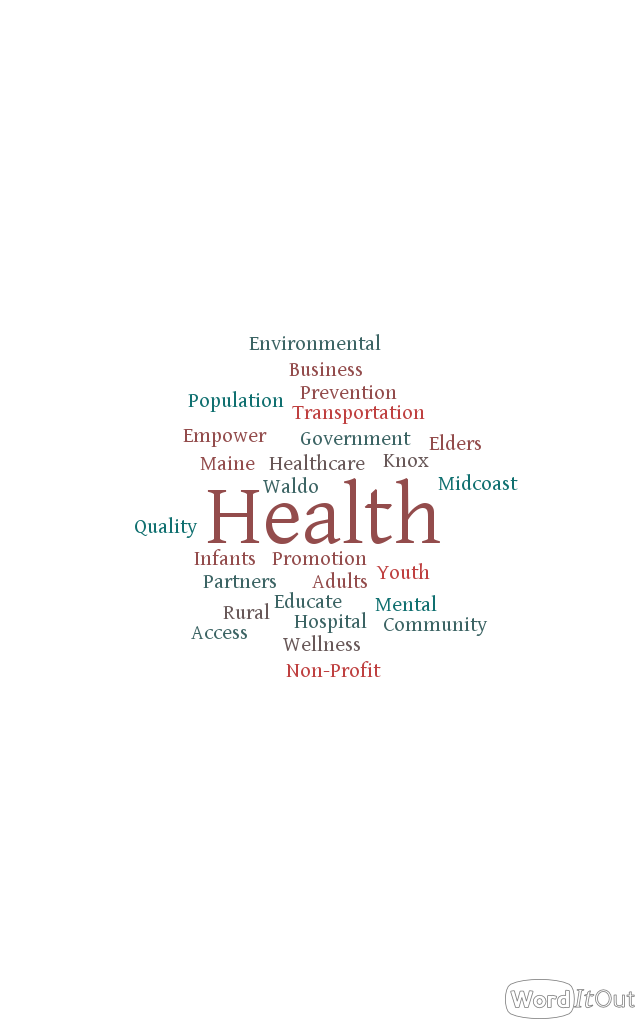 Environmental
Business
Prevention
Population
Transportation
Empower
Government
Elders
Maine
Healthcare
Knox
Waldo
Midcoast
Health
Quality
Infants
Promotion
Youth
Partners
Adults
Educate
Mental
Rural
Hospital
Community
Access
Wellness
Non-Profit
WordItOut